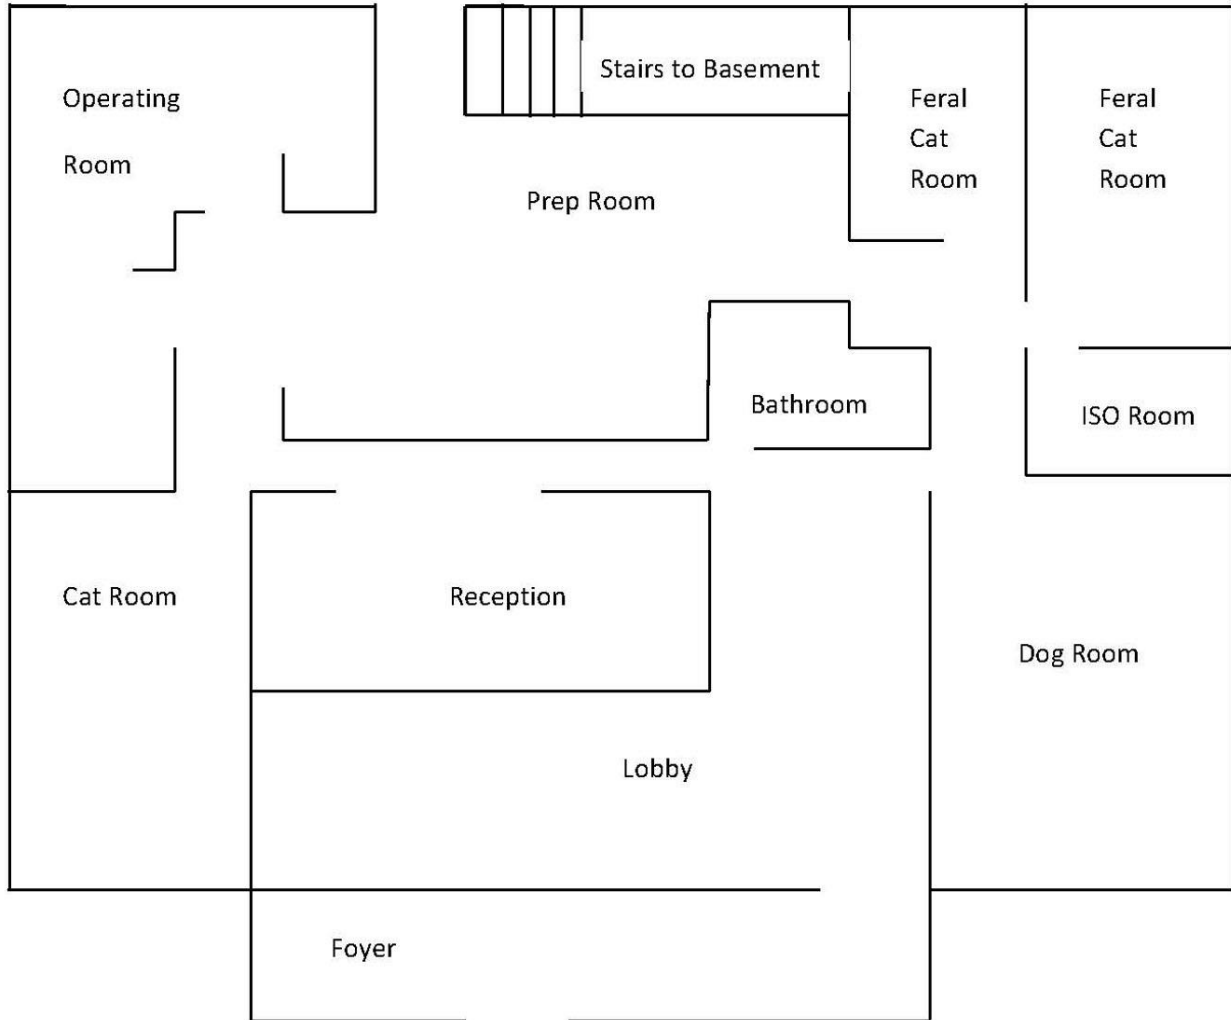 Operating
Room
Stairs to Basement
Feral
Cat
Room
Feral
Cat
Room
Prep Room
Bathroom
ISO Room
Cat Room
Reception
Dog Room
Lobby
Foyer